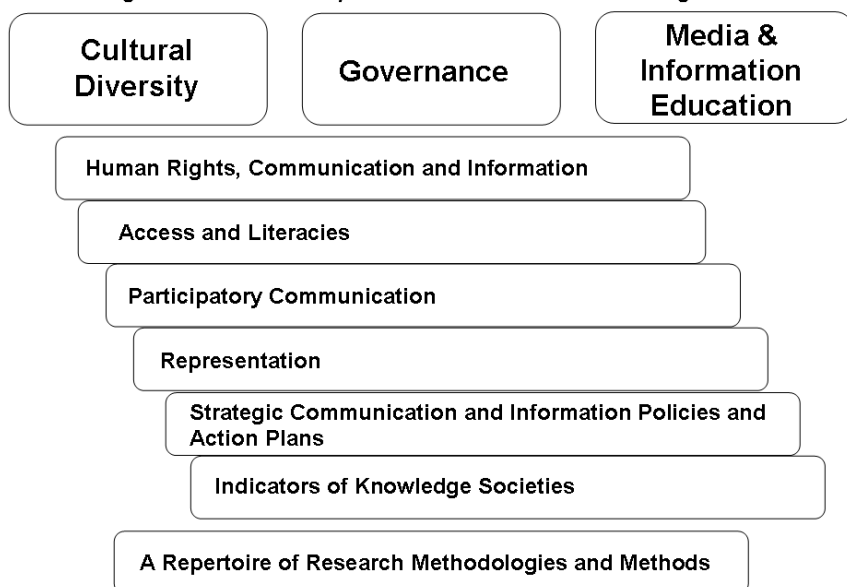 Cultural
Diversity
Governance
Media &
Information
Education
Human Rights, Communication and Information
Access and Literacies
Participatory Communication
Representation
Strategic Communication and Information Policies and
Action Plans
Indicators of Knowledge Societies
A Repertoire of Research Methodologies and Methods